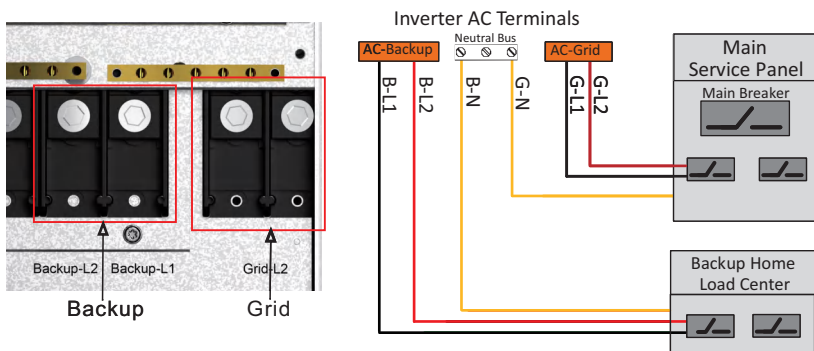 Inverter AC Terminals
AC-Backup
Neutral Bus
AC-Grid
B-L1
B-L2
B-N
G-N
G-L1
G-L2
Main
Service Panel
Main Breaker
Backup Home
Load Center
Backup-L2
Backup-L1
Grid-L2
Backup
Grid